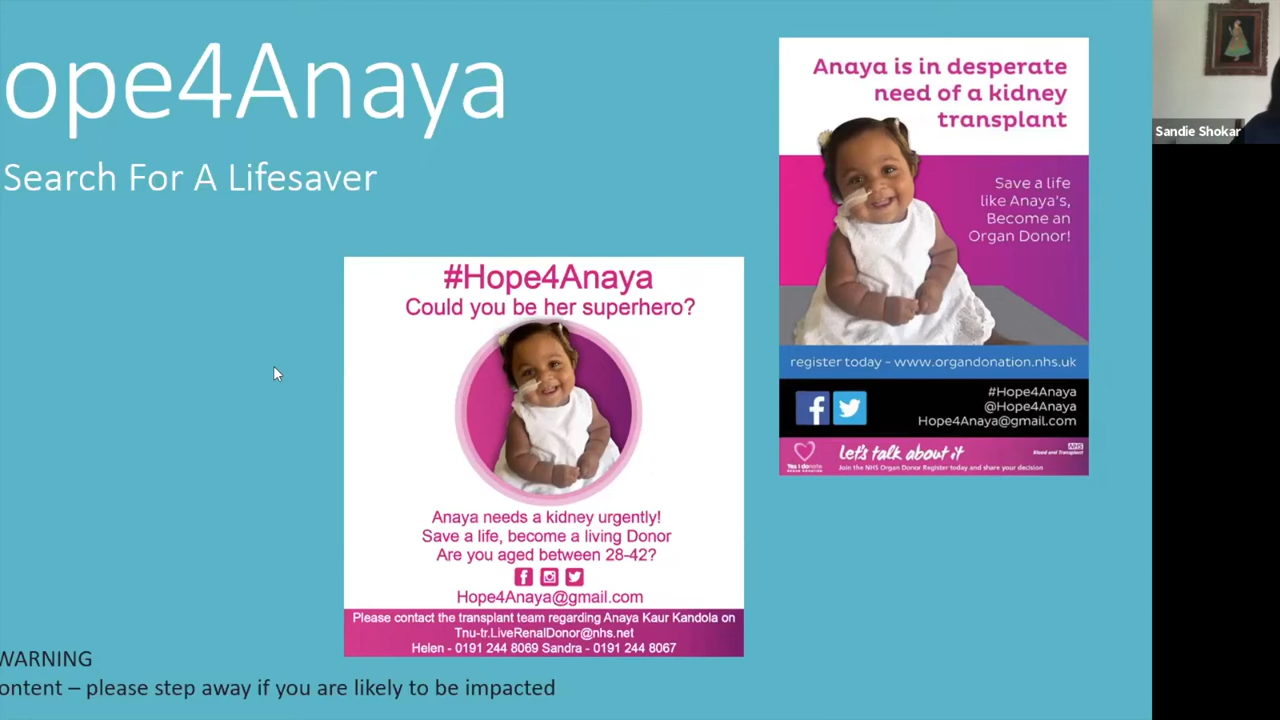 ope4Anaya
Search For A Lifesaver
#Hope4Anaya
Could you be her superhero?
Anaya needs a kidney urgently!
Save a life, become a living Donor
Are you aged between 28-42?
Hope4Anaya@gmail.com
Please contact the transplant team regarding Anaya Kaur Kandola on
Tnu-tr.LiveRenalDonor@nhs.net
Helen - 0191 244 8069 Sandra - 0191 244 8067
Anaya is in desperate
need of a kidney
transplant
Save a life
like Anaya's,
Become an
Organ Donor!
register today - www.organdonation.nhs.uk
#Hope4Anaya
@Hope4Anaya
Hope4Anaya@gmail.com
Yes I donate
ORGAN DONATION
Let's talk about it
Join the NHS Organ Donor Register today and share your decision
NHS
Blood and Transplant
Sandie Shokar
WARNING
ontent – please step away if you are likely to be impacted